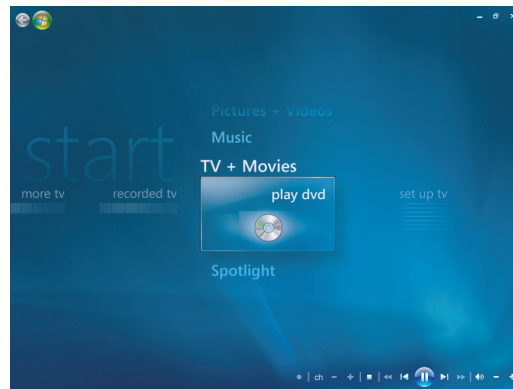 Pictures + Videos
Music
start
TV + Movies
more tv
recorded tv
play dvd
set up tv
Spotlight
ch